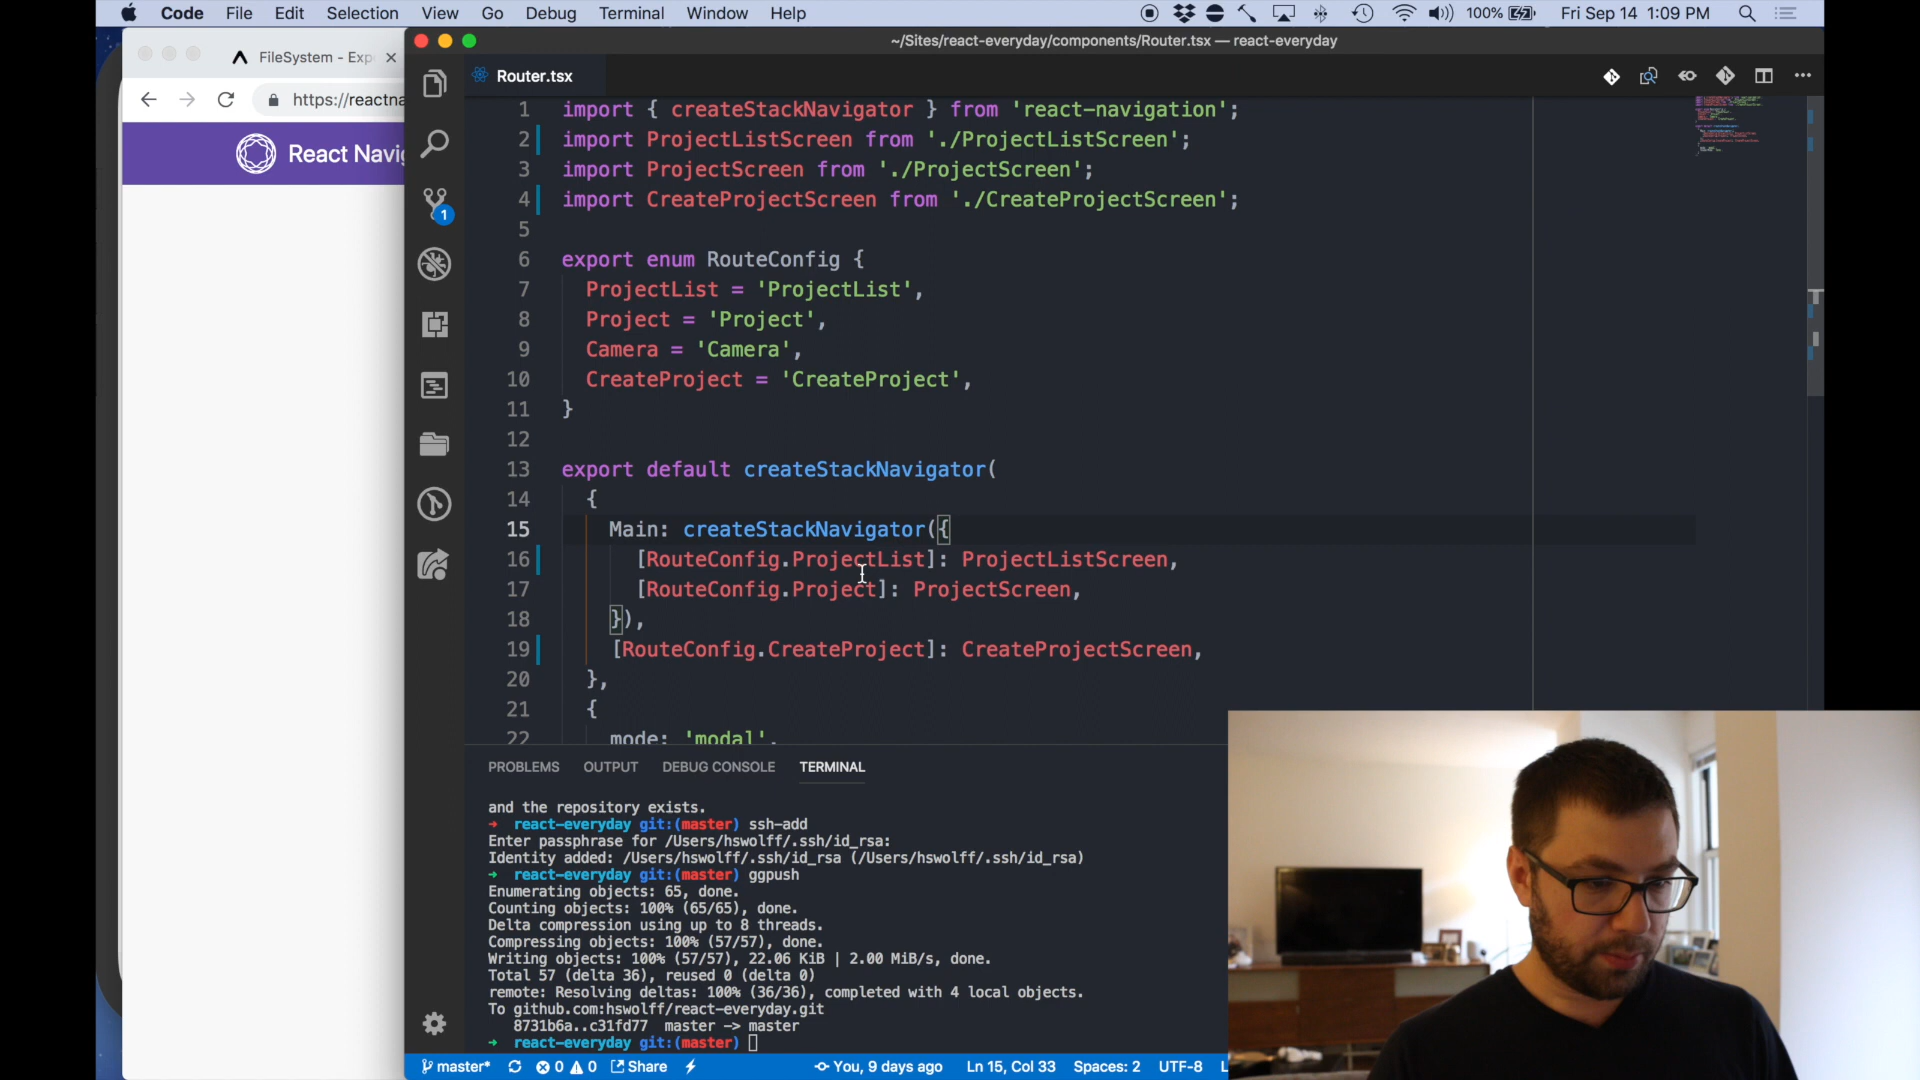 Code File Edit Selection View Go Debug Terminal Window Help 100% Fri Sep 14 1:09 PM
FileSystem - Exp
~/Sites/react-everyday/components/Router.tsx — react-everyday
https://reactna
React Navig
Router.tsx
1 import { createStackNavigator } from 'react-navigation';
2 import ProjectListScreen from './ProjectListScreen';
3 import ProjectScreen from './ProjectScreen';
4 import CreateProjectScreen from './CreateProjectScreen';
5
6 export enum RouteConfig {
7 ProjectList = 'ProjectList',
8 Project = 'Project',
9 Camera = 'Camera',
10 CreateProject = 'CreateProject',
11 }
12
13 export default createStackNavigator(
14 {
15 Main: createStackNavigator({
16 [RouteConfig.ProjectList]: ProjectListScreen,
17 [RouteConfig.Project]: ProjectScreen,
18 }),
19 [RouteConfig.CreateProject]: CreateProjectScreen,
20 },
21 {
22 mode: 'modal',
1
PROBLEMS OUTPUT DEBUG CONSOLE TERMINAL
and the repository exists.
→ react-everyday git:(master) ssh-add
Enter passphrase for /Users/hswolff/.ssh/id_rsa:
Identity added: /Users/hswolff/.ssh/id_rsa (/Users/hswolff/.ssh/id_rsa)
→ react-everyday git:(master) ggpush
Enumerating objects: 65, done.
Counting objects: 100% (65/65), done.
Delta compression using up to 8 threads.
Compressing objects: 100% (57/57), done.
Writing objects: 100% (57/57), 22.06 KiB | 2.00 MiB/s, done.
Total 57 (delta 36), reused 0 (delta 0)
remote: Resolving deltas: 100% (36/36), completed with 4 local objects.
To github.com:hswolff/react-everyday.git
8731b6a..c31fd77 master -> master
→ react-everyday git:(master)
master* 0 0 Share You, 9 days ago Ln 15, Col 33 Spaces: 2 UTF-8 L